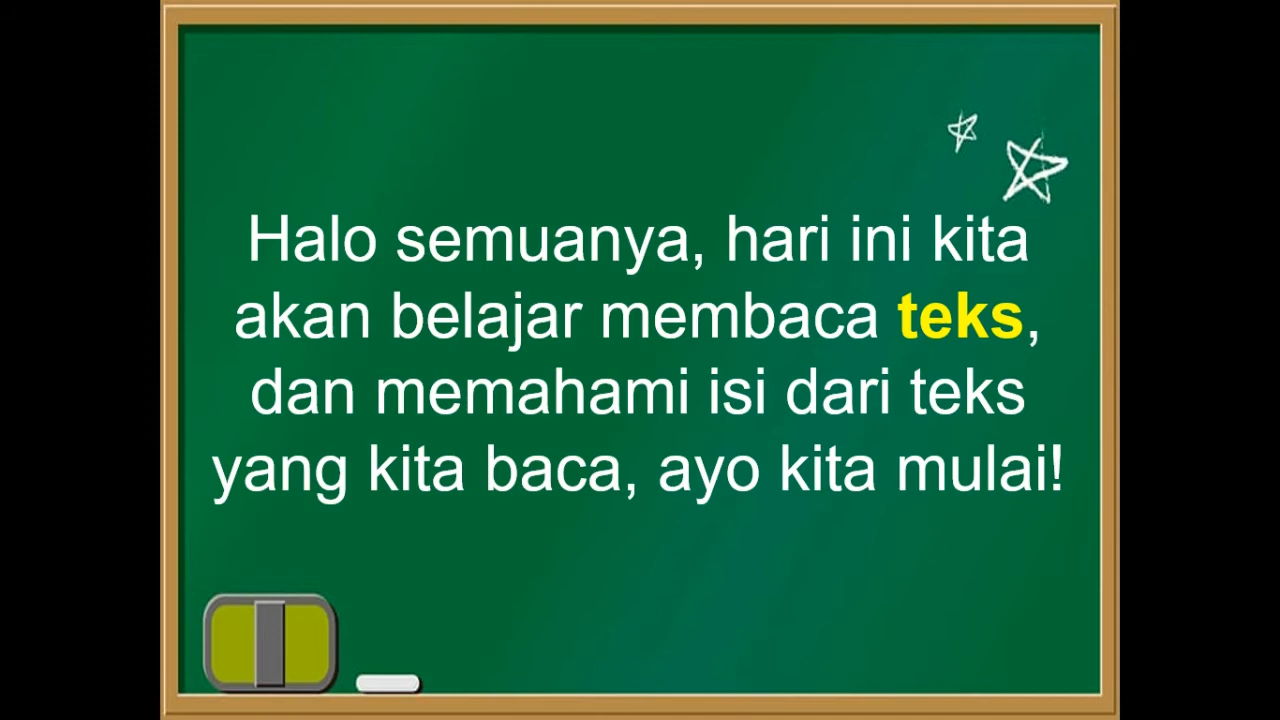 Halo semuanya, hari ini kita
akan belajar membaca teks,
dan memahami isi dari teks
yang kita baca, ayo kita mulai!